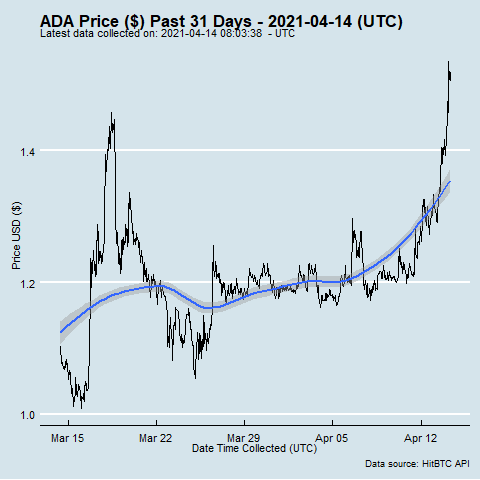 ADA Price ($) Past 31 Days - 2021-04-14 (UTC)
Latest data collected on: 2021-04-14 08:03:38  - UTC
Price USD ($)
1.4
1.2
1.0
Mar 15 Mar 22 Mar 29 Apr 05 Apr 12
Date Time Collected (UTC)
Data source: HitBTC API